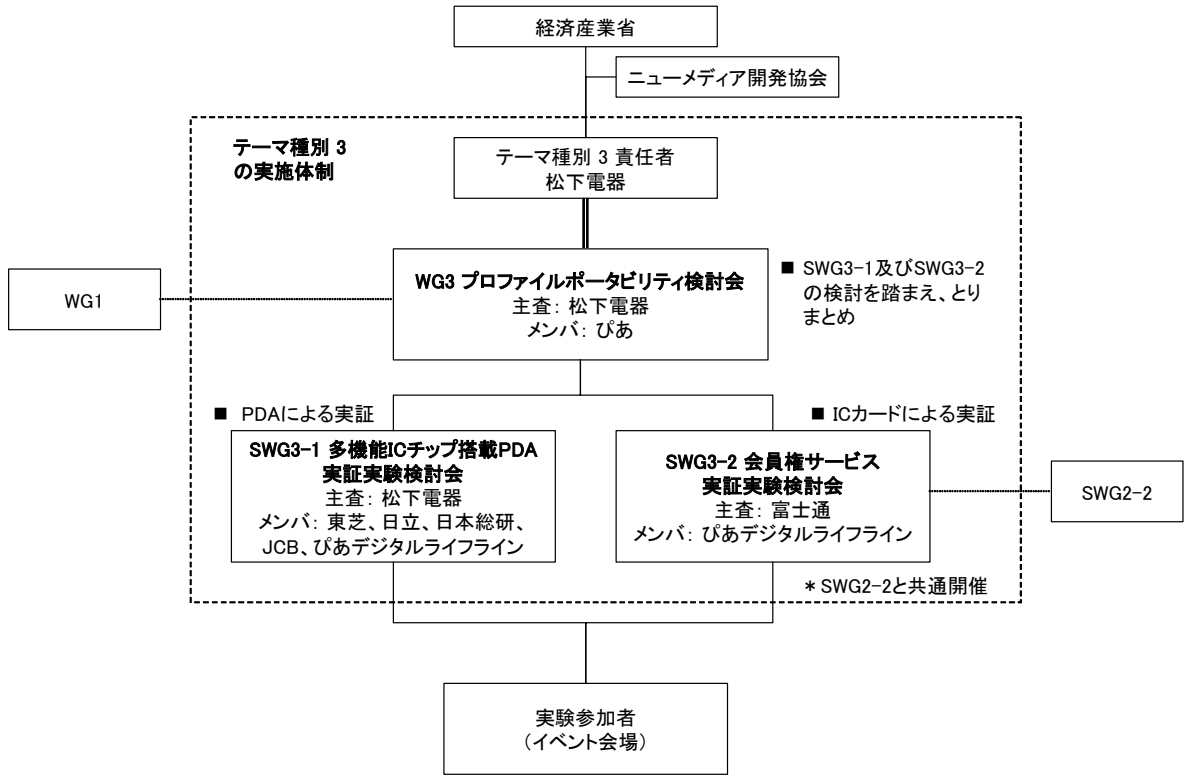 経済産業省
ニューメディア開発協会
テーマ種別 3
の実施体制
テーマ種別 3 責任者
松下電器
WG1
WG3 プロファイルポータビリティ検討会
主査: 松下電器
メンバ: ぴあ
■ SWG3-1及びSWG3-2
の検討を踏まえ、とり
まとめ
■ PDAによる実証
■ ICカードによる実証
SWG3-1 多機能ICチップ搭載PDA
実証実験検討会
主査: 松下電器
メンバ: 東芝、日立、日本総研、
JCB、ぴあデジタルライフライン
SWG3-2 会員権サービス
実証実験検討会
主査: 富士通
メンバ: ぴあデジタルライフライン
SWG2-2
* SWG2-2と共通開催
実験参加者
(イベント会場)